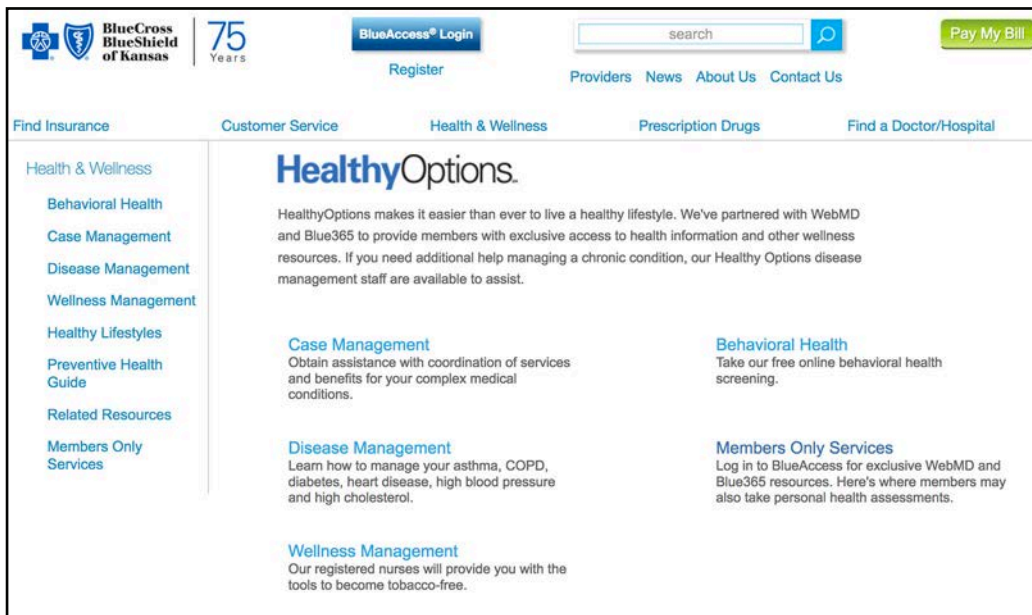 BlueCross
BlueShield
of Kansas
75
Years
BlueAccess® Login
Register
search
Pay My Bill
Providers News About Us Contact Us
Find Insurance Customer Service Health & Wellness Prescription Drugs Find a Doctor/Hospital
Health & Wellness
Behavioral Health
Case Management
Disease Management
Wellness Management
Healthy Lifestyles
Preventive Health
Guide
Related Resources
Members Only
Services
HealthyOptions
HealthyOptions makes it easier than ever to live a healthy lifestyle. We've partnered with WebMD
and Blue365 to provide members with exclusive access to health information and other wellness
resources. If you need additional help managing a chronic condition, our Healthy Options disease
management staff are available to assist.
Case Management
Obtain assistance with coordination of services
and benefits for your complex medical
conditions.
Behavioral Health
Take our free online behavioral health
screening.
Disease Management
Learn how to manage your asthma, COPD,
diabetes, heart disease, high blood pressure
and high cholesterol.
Members Only Services
Log in to BlueAccess for exclusive WebMD and
Blue365 resources. Here's where members may
also take personal health assessments.
Wellness Management
Our registered nurses will provide you with the
tools to become tobacco-free.